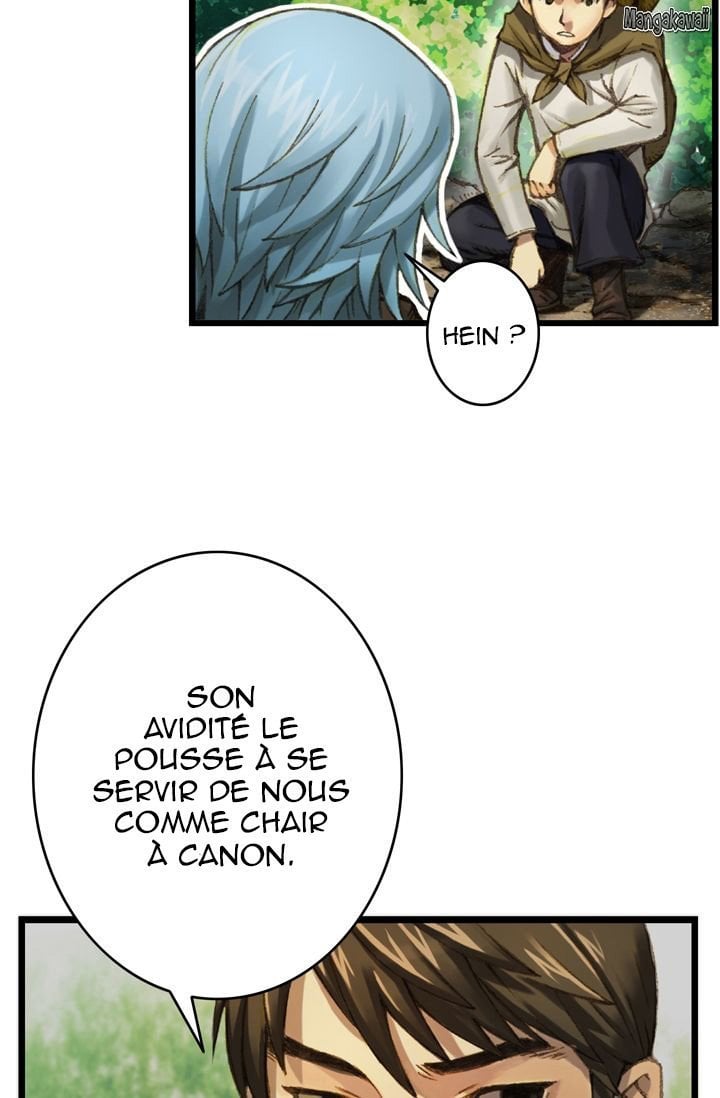 Mangakawaii
HEIN ?
SON
AVIDITÉ LE
POUSSE À SE
SERVIR DE NOUS
COMME CHAIR
À CANON.